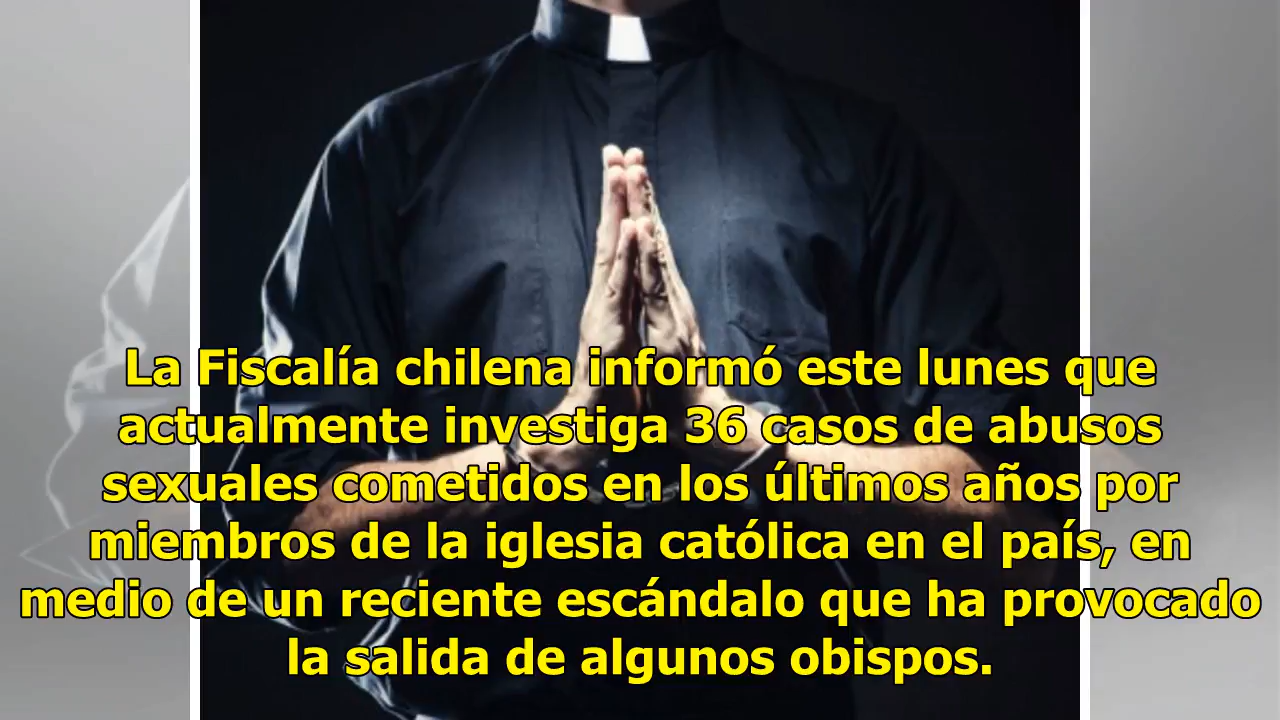 La Fiscalía chilena informó este lunes que
actualmente investiga 36 casos de abusos
sexuales cometidos en los últimos años por
miembros de la iglesia católica en el país, en
medio de un reciente escándalo que ha provocado
la salida de algunos obispos.